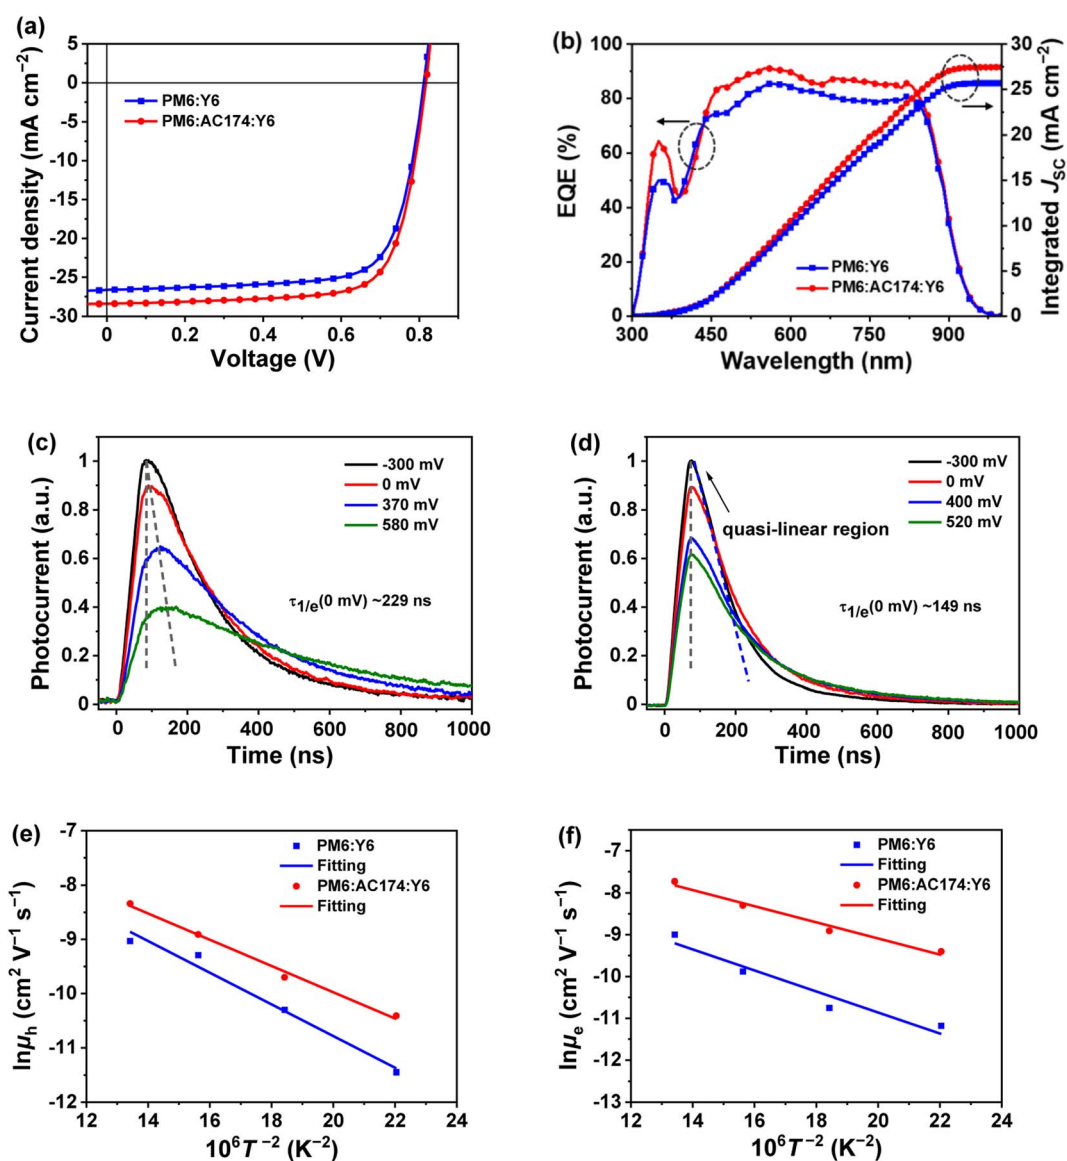 (a)
5
0
-5
-10
-15
-20
-25
-30
Current density (mA cm⁻²)
PM6:Y6
PM6:AC174:Y6
0 0.2 0.4 0.6 0.8
Voltage (V)
(b)
100
80
60
40
20
0
EQE (%)
30
25
20
15
10
5
0
Integrated J_SC (mA cm⁻²)
PM6:Y6
PM6:AC174:Y6
300 450 600 750 900
Wavelength (nm)
(c)
1
0.8
0.6
0.4
0.2
0
Photocurrent (a.u.)
-300 mV
0 mV
370 mV
580 mV
τ1/e(0 mV) ~229 ns
0 200 400 600 800 1000
Time (ns)
(d)
1
0.8
0.6
0.4
0.2
0
Photocurrent (a.u.)
-300 mV
0 mV
400 mV
520 mV
quasi-linear region
τ1/e(0 mV) ~149 ns
0 200 400 600 800 1000
Time (ns)
(e)
-7
-8
-9
-10
-11
-12
lnμh (cm² V⁻¹ s⁻¹)
PM6:Y6
Fitting
PM6:AC174:Y6
Fitting
12 14 16 18 20 22 24
10⁶T⁻² (K⁻²)
(f)
-7
-8
-9
-10
-11
-12
-13
lnμe (cm² V⁻¹ s⁻¹)
PM6:Y6
Fitting
PM6:AC174:Y6
Fitting
12 14 16 18 20 22 24
10⁶T⁻² (K⁻²)